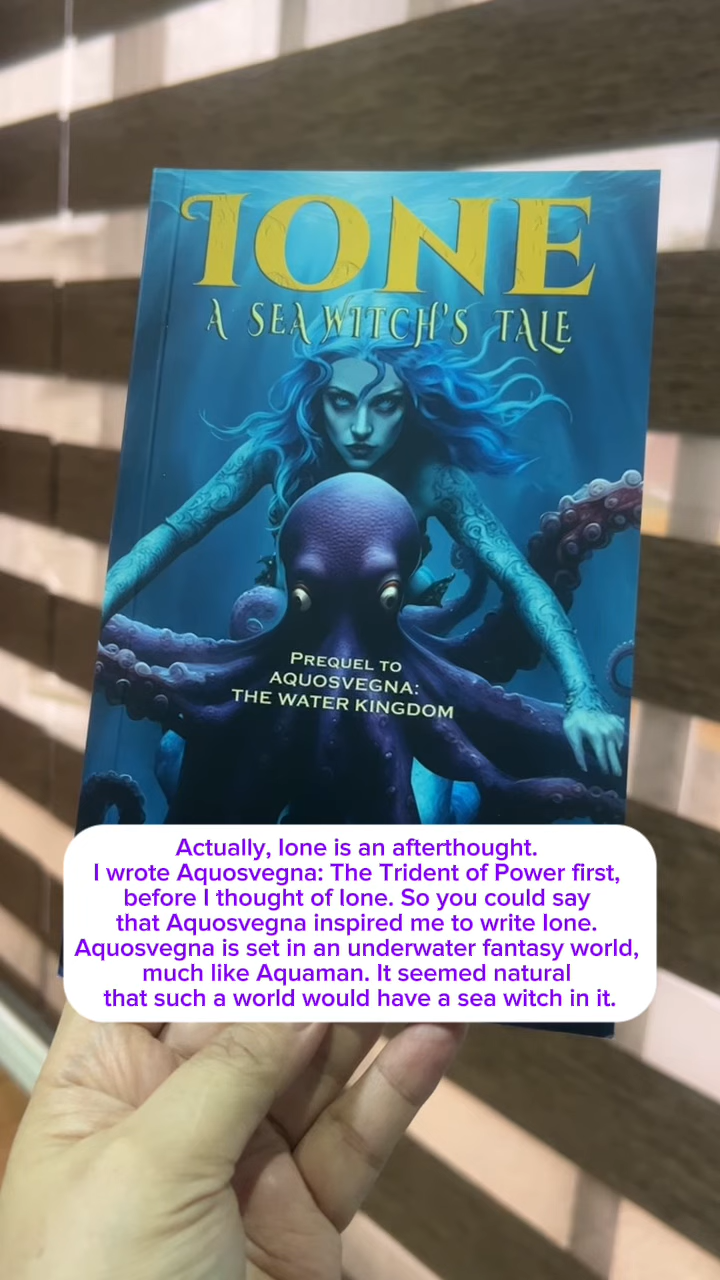 IONE
A SEA WITCH'S TALE
PREQUEL TO
AQUOSVEGNA:
THE WATER KINGDOM
Actually, Ione is an afterthought.
I wrote Aquosvegna: The Trident of Power first,
before I thought of Ione. So you could say
that Aquosvegna inspired me to write Ione.
Aquosvegna is set in an underwater fantasy world,
much like Aquaman. It seemed natural
that such a world would have a sea witch in it.